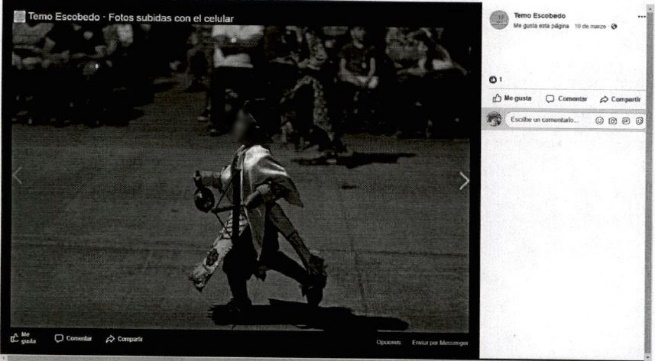 Temo Escobedo · Fotos subidas con el celular
Me gusta
Comentar
Compartir
Opciones
Enviar por Messenger
Temo Escobedo
Me gusta esta página · 10 de marzo
1
Me gusta
Comentar
Compartir
Escribe un comentario...